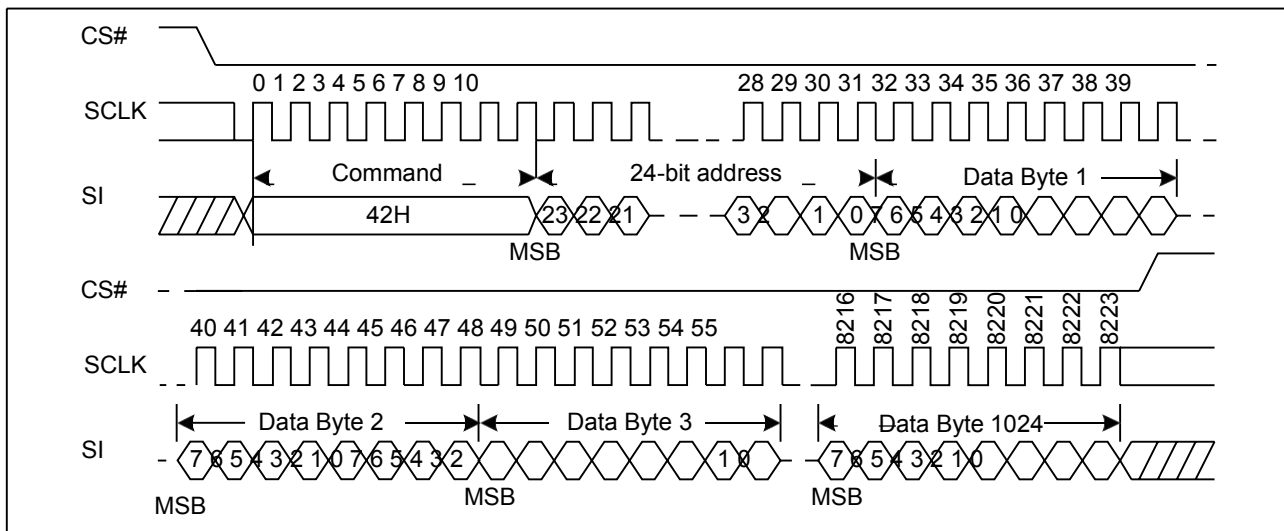 CS#
0 1 2 3 4 5 6 7 8 9 10 28 29 30 31 32 33 34 35 36 37 38 39
SCLK
Command 24-bit address Data Byte 1
SI
42H 23 22 21 3 2 1 0 7 6 5 4 3 2 1 0
MSB MSB
CS#
40 41 42 43 44 45 46 47 48 49 50 51 52 53 54 55 8216 8217 8218 8219 8220 8221 8222 8223
SCLK
Data Byte 2 Data Byte 3 Data Byte 1024
SI
7 6 5 4 3 2 1 0 7 6 5 4 3 2 1 0 7 6 5 4 3 2 1 0
MSB MSB MSB